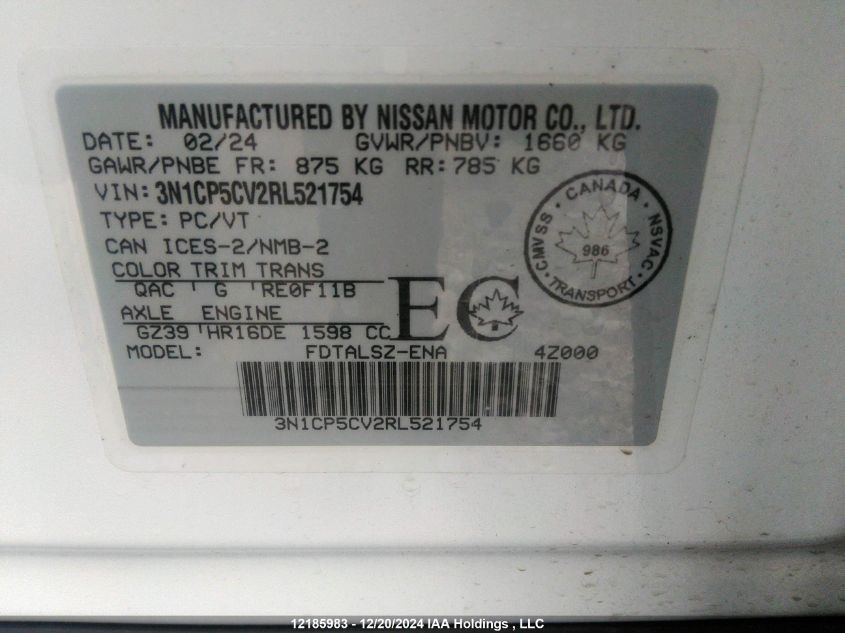 MANUFACTURED BY NISSAN MOTOR CO., LTD.
DATE: 02/24 GVWR/PNBV: 1660 KG
GAWR/PNBE FR: 875 KG RR: 785 KG
VIN: 3N1CP5CV2RL521754
TYPE: PC/VT
CAN ICES-2/NMB-2
COLOR TRIM TRANS
QAC ' G ' RE0F11B
AXLE ENGINE
GZ39 ' HR16DE 1598 CC
EC
MODEL: FDTALSZ-ENA 4Z000
3N1CP5CV2RL521754
CANADA
CMVSS
986
NSVAC
TRANSPORT
12185983 - 12/20/2024 IAA Holdings , LLC